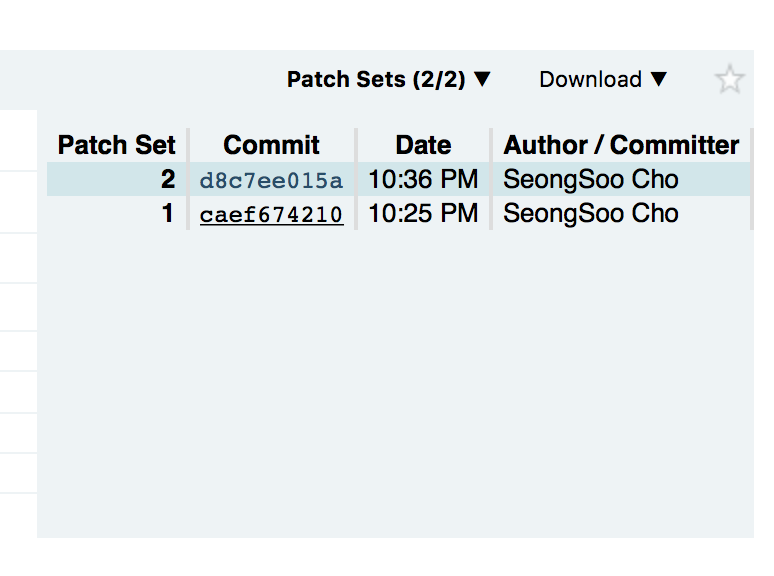 Patch Sets (2/2) ▼ Download ▼
Patch Set Commit Date Author / Committer
2 d8c7ee015a 10:36 PM SeongSoo Cho
1 caef674210 10:25 PM SeongSoo Cho